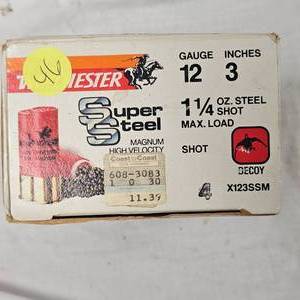 46
CHESTER
GAUGE INCHES
12 3
Super
Steel
MAGNUM
HIGH VELOCITY
1 1/4 OZ. STEEL
SHOT
MAX. LOAD
SHOT
4
DECOY
X123SSM
Coast to Coast
608-3083
1 0 30
11.39